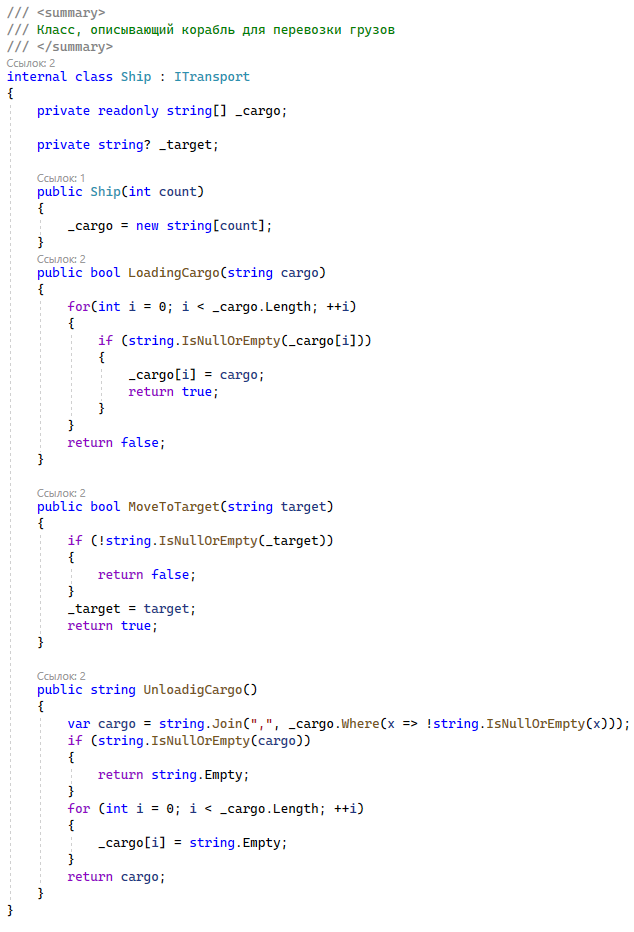 /// <summary>
/// Класс, описывающий корабль для перевозки грузов
/// </summary>
Ссылок: 2
internal class Ship : ITransport
{
    private readonly string[] _cargo;

    private string? _target;

    Ссылок: 1
    public Ship(int count)
    {
        _cargo = new string[count];
    }
    Ссылок: 2
    public bool LoadingCargo(string cargo)
    {
        for(int i = 0; i < _cargo.Length; ++i)
        {
            if (string.IsNullOrEmpty(_cargo[i]))
            {
                _cargo[i] = cargo;
                return true;
            }
        }
        return false;
    }

    Ссылок: 2
    public bool MoveToTarget(string target)
    {
        if (!string.IsNullOrEmpty(_target))
        {
            return false;
        }
        _target = target;
        return true;
    }

    Ссылок: 2
    public string UnloadigCargo()
    {
        var cargo = string.Join(",", _cargo.Where(x => !string.IsNullOrEmpty(x)));
        if (string.IsNullOrEmpty(cargo))
        {
            return string.Empty;
        }
        for (int i = 0; i < _cargo.Length; ++i)
        {
            _cargo[i] = string.Empty;
        }
        return cargo;
    }
}